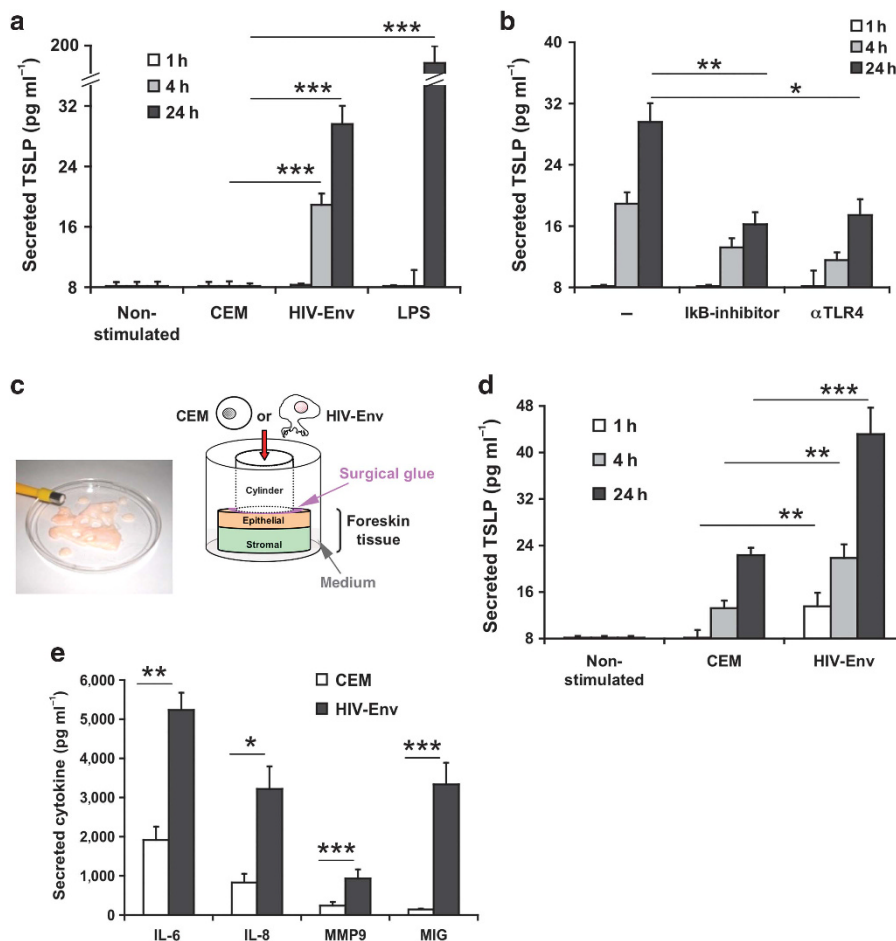 a
Secreted TSLP (pg ml⁻¹)
200
32
24
16
8
1 h
4 h
24 h
***
***
***
Non-
stimulated
CEM
HIV-Env
LPS
b
Secreted TSLP (pg ml⁻¹)
40
32
24
16
8
1 h
4 h
24 h
**
*
–
IkB-inhibitor
αTLR4
c
CEM
or
HIV-Env
Surgical glue
Cylinder
Epithelial
Stromal
Foreskin
tissue
Medium
d
Secreted TSLP (pg ml⁻¹)
48
40
32
24
16
8
1 h
4 h
24 h
***
**
**
Non-
stimulated
CEM
HIV-Env
e
Secreted cytokine (pg ml⁻¹)
6,000
5,000
4,000
3,000
2,000
1,000
0
CEM
HIV-Env
**
*
***
***
IL-6
IL-8
MMP9
MIG